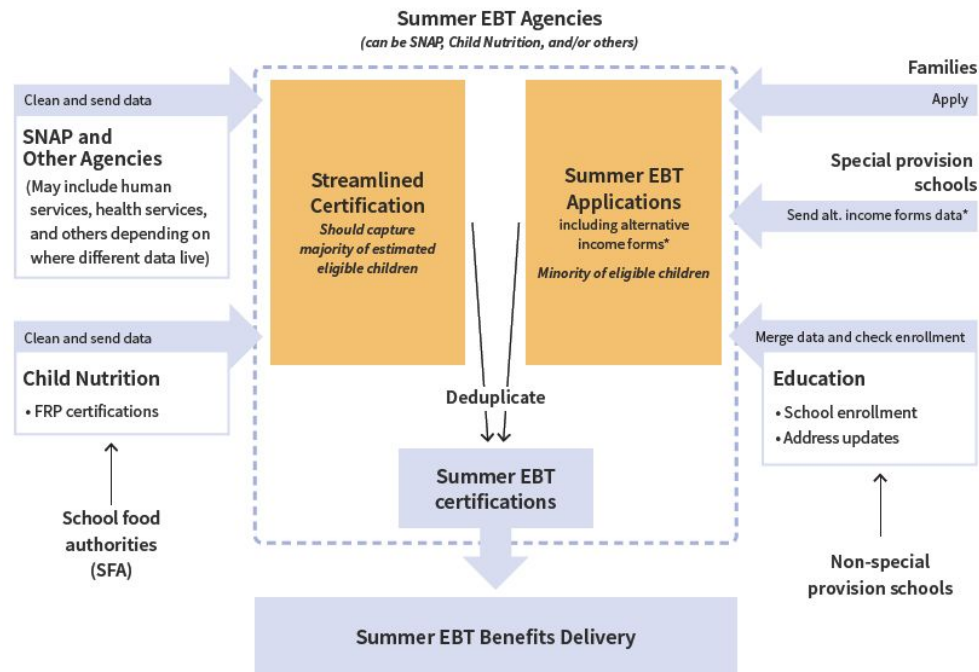 Summer EBT Agencies
(can be SNAP, Child Nutrition, and/or others)
Clean and send data
SNAP and
Other Agencies
(May include human
services, health services,
and others depending on
where different data live)
Clean and send data
Child Nutrition
• FRP certifications
School food
authorities
(SFA)
Streamlined
Certification
Should capture
majority of estimated
eligible children
Summer EBT
Applications
including alternative
income forms*
Minority of eligible children
Deduplicate
Summer EBT
certifications
Summer EBT Benefits Delivery
Families
Apply
Special provision
schools
Send alt. income forms data*
Merge data and check enrollment
Education
• School enrollment
• Address updates
Non-special
provision schools